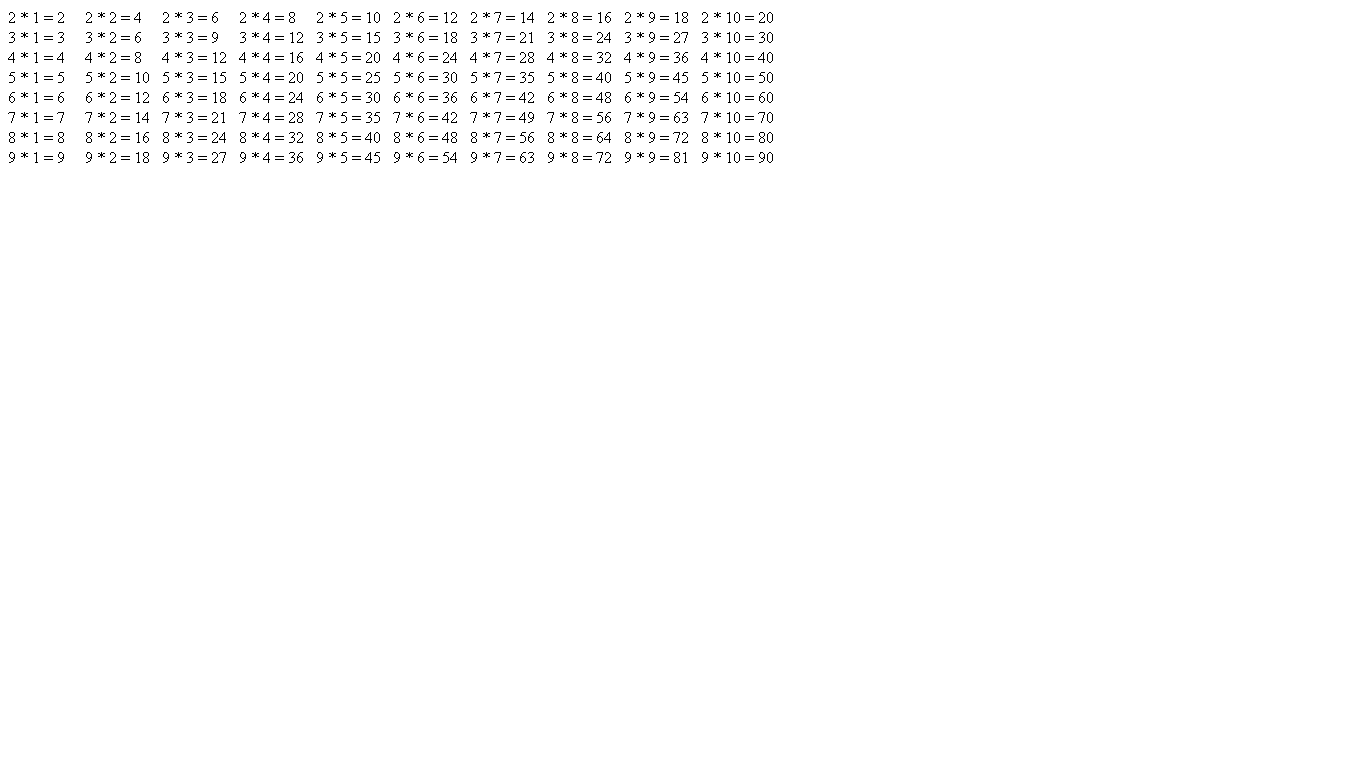 2 * 1 = 2 2 * 2 = 4 2 * 3 = 6 2 * 4 = 8 2 * 5 = 10 2 * 6 = 12 2 * 7 = 14 2 * 8 = 16 2 * 9 = 18 2 * 10 = 20
3 * 1 = 3 3 * 2 = 6 3 * 3 = 9 3 * 4 = 12 3 * 5 = 15 3 * 6 = 18 3 * 7 = 21 3 * 8 = 24 3 * 9 = 27 3 * 10 = 30
4 * 1 = 4 4 * 2 = 8 4 * 3 = 12 4 * 4 = 16 4 * 5 = 20 4 * 6 = 24 4 * 7 = 28 4 * 8 = 32 4 * 9 = 36 4 * 10 = 40
5 * 1 = 5 5 * 2 = 10 5 * 3 = 15 5 * 4 = 20 5 * 5 = 25 5 * 6 = 30 5 * 7 = 35 5 * 8 = 40 5 * 9 = 45 5 * 10 = 50
6 * 1 = 6 6 * 2 = 12 6 * 3 = 18 6 * 4 = 24 6 * 5 = 30 6 * 6 = 36 6 * 7 = 42 6 * 8 = 48 6 * 9 = 54 6 * 10 = 60
7 * 1 = 7 7 * 2 = 14 7 * 3 = 21 7 * 4 = 28 7 * 5 = 35 7 * 6 = 42 7 * 7 = 49 7 * 8 = 56 7 * 9 = 63 7 * 10 = 70
8 * 1 = 8 8 * 2 = 16 8 * 3 = 24 8 * 4 = 32 8 * 5 = 40 8 * 6 = 48 8 * 7 = 56 8 * 8 = 64 8 * 9 = 72 8 * 10 = 80
9 * 1 = 9 9 * 2 = 18 9 * 3 = 27 9 * 4 = 36 9 * 5 = 45 9 * 6 = 54 9 * 7 = 63 9 * 8 = 72 9 * 9 = 81 9 * 10 = 90